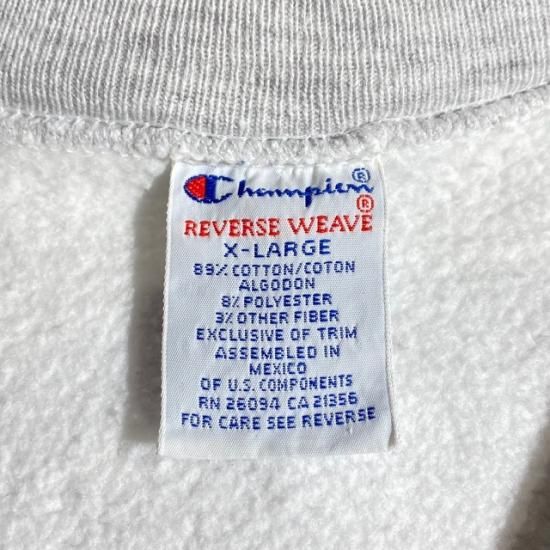 Champion®
REVERSE WEAVE®
X-LARGE
89% COTTON/COTON
ALGODON
8% POLYESTER
3% OTHER FIBER
EXCLUSIVE OF TRIM
ASSEMBLED IN
MEXICO
OF U.S. COMPONENTS
RN 26094 CA 21356
FOR CARE SEE REVERSE